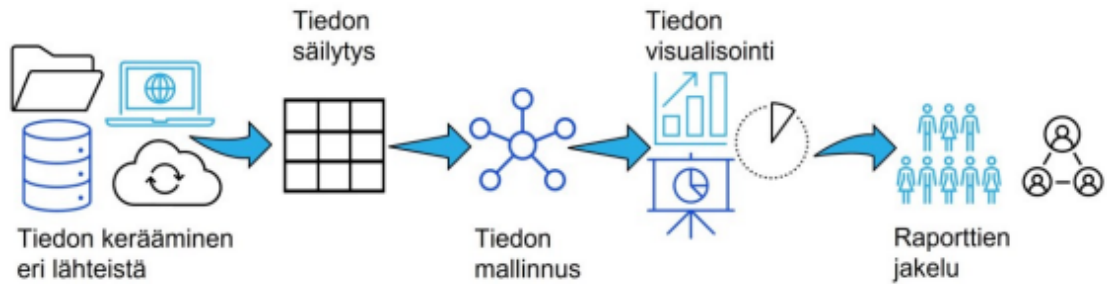 Tiedon kerääminen
eri lähteistä
Tiedon
säilytys
Tiedon
mallinnus
Tiedon
visualisointi
Raporttien
jakelu